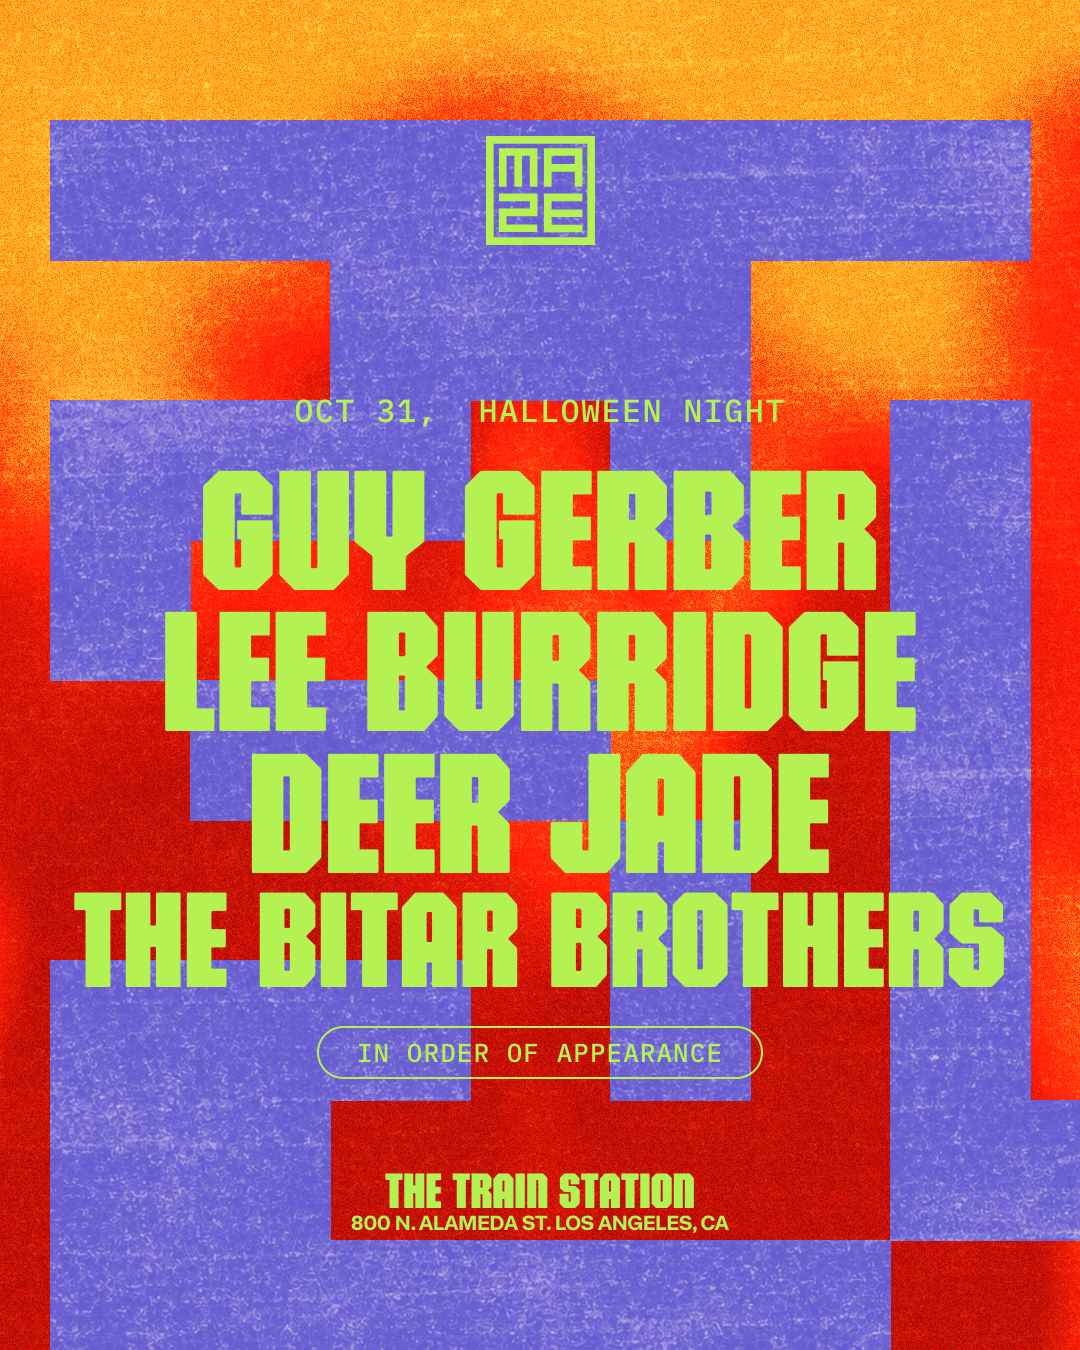 MA
ZE
OCT 31, HALLOWEEN NIGHT
GUY GERBER
LEE BURRIDGE
DEER JADE
THE BITAR BROTHERS
IN ORDER OF APPEARANCE
THE TRAIN STATION
800 N. ALAMEDA ST. LOS ANGELES, CA